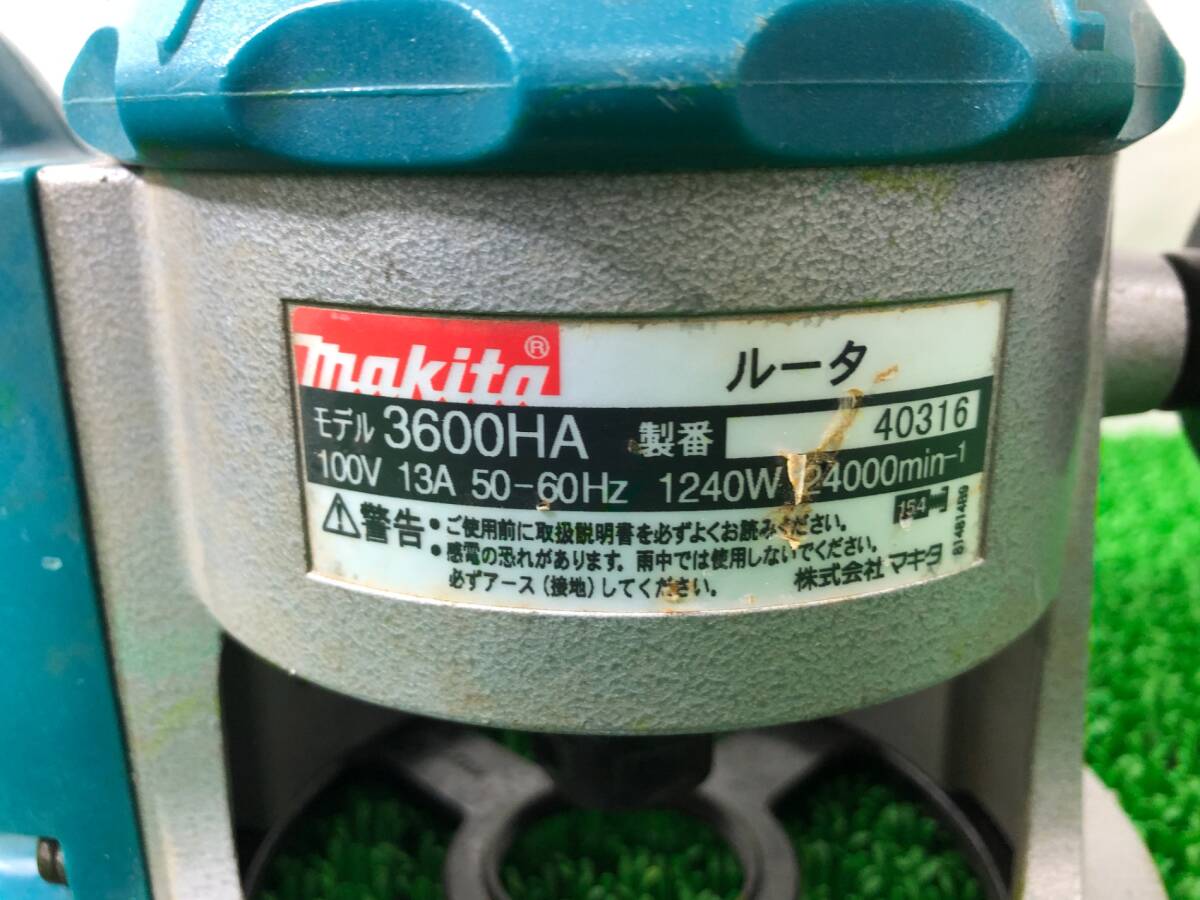 makita® ルータ
モデル 3600HA 製番 40316
100V 13A 50-60Hz 1240W 24000min-1
警告 • ご使用前に取扱説明書を必ずよくお読みください。
• 感電の恐れがあります。雨中では使用しないでください。
必ずアース(接地)してください。
株式会社 マキタ
154